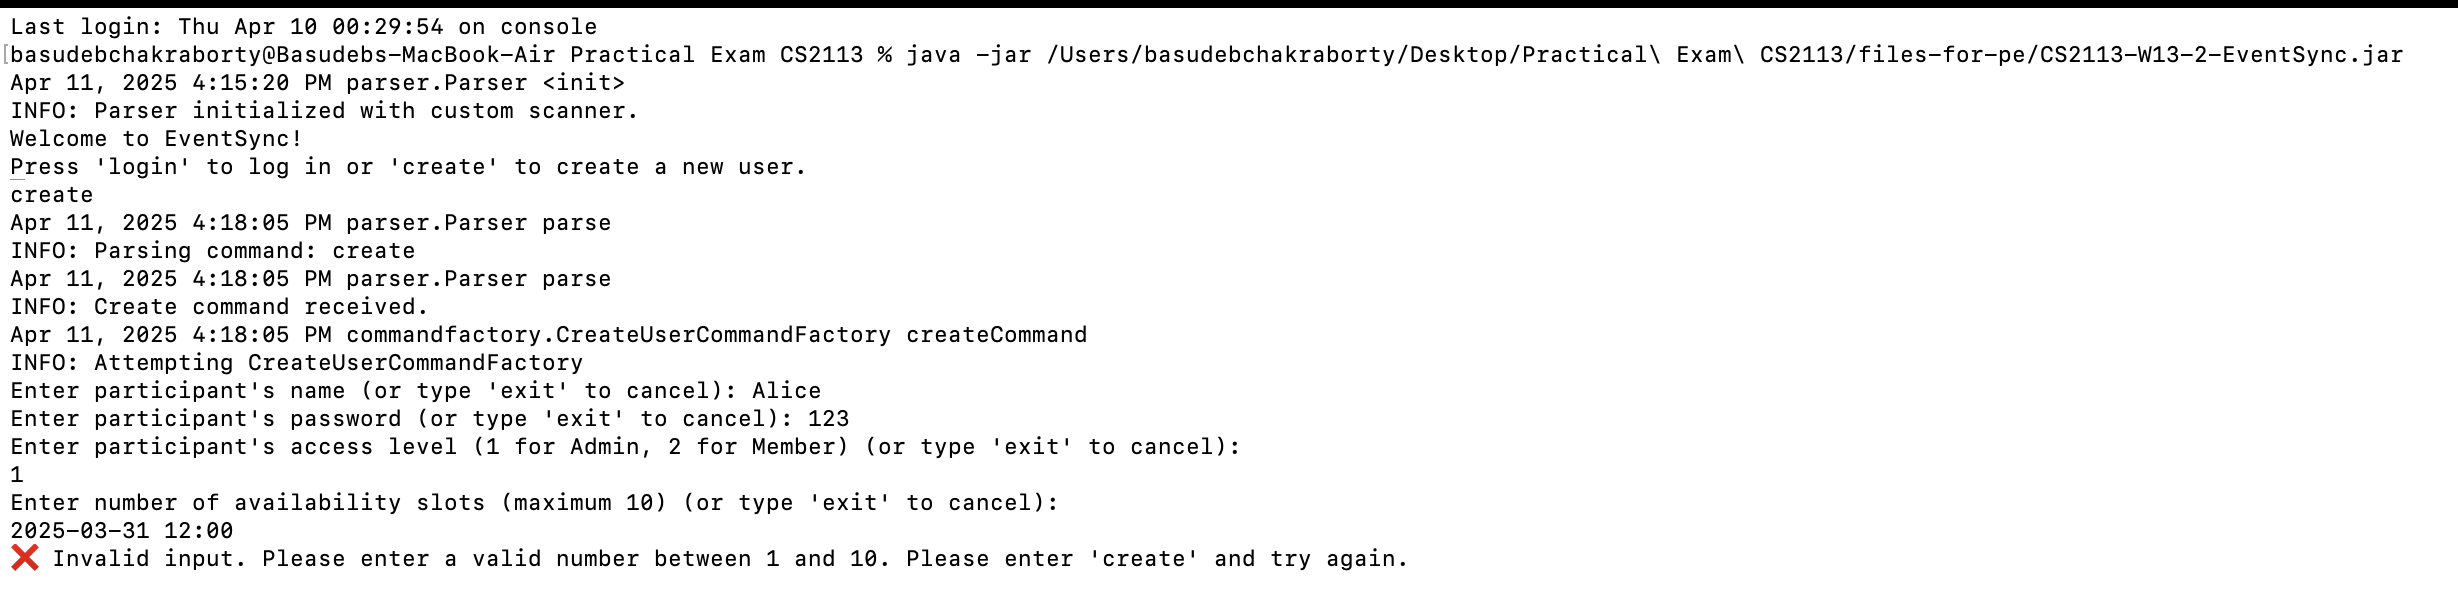 Last login: Thu Apr 10 00:29:54 on console
[basudebchakraborty@Basudebs-MacBook-Air Practical Exam CS2113 % java -jar /Users/basudebchakraborty/Desktop/Practical\ Exam\ CS2113/files-for-pe/CS2113-W13-2-EventSync.jar
Apr 11, 2025 4:15:20 PM parser.Parser <init>
INFO: Parser initialized with custom scanner.
Welcome to EventSync!
Press 'login' to log in or 'create' to create a new user.
create
Apr 11, 2025 4:18:05 PM parser.Parser parse
INFO: Parsing command: create
Apr 11, 2025 4:18:05 PM parser.Parser parse
INFO: Create command received.
Apr 11, 2025 4:18:05 PM commandfactory.CreateUserCommandFactory createCommand
INFO: Attempting CreateUserCommandFactory
Enter participant's name (or type 'exit' to cancel): Alice
Enter participant's password (or type 'exit' to cancel): 123
Enter participant's access level (1 for Admin, 2 for Member) (or type 'exit' to cancel):
1
Enter number of availability slots (maximum 10) (or type 'exit' to cancel):
2025-03-31 12:00
❌ Invalid input. Please enter a valid number between 1 and 10. Please enter 'create' and try again.